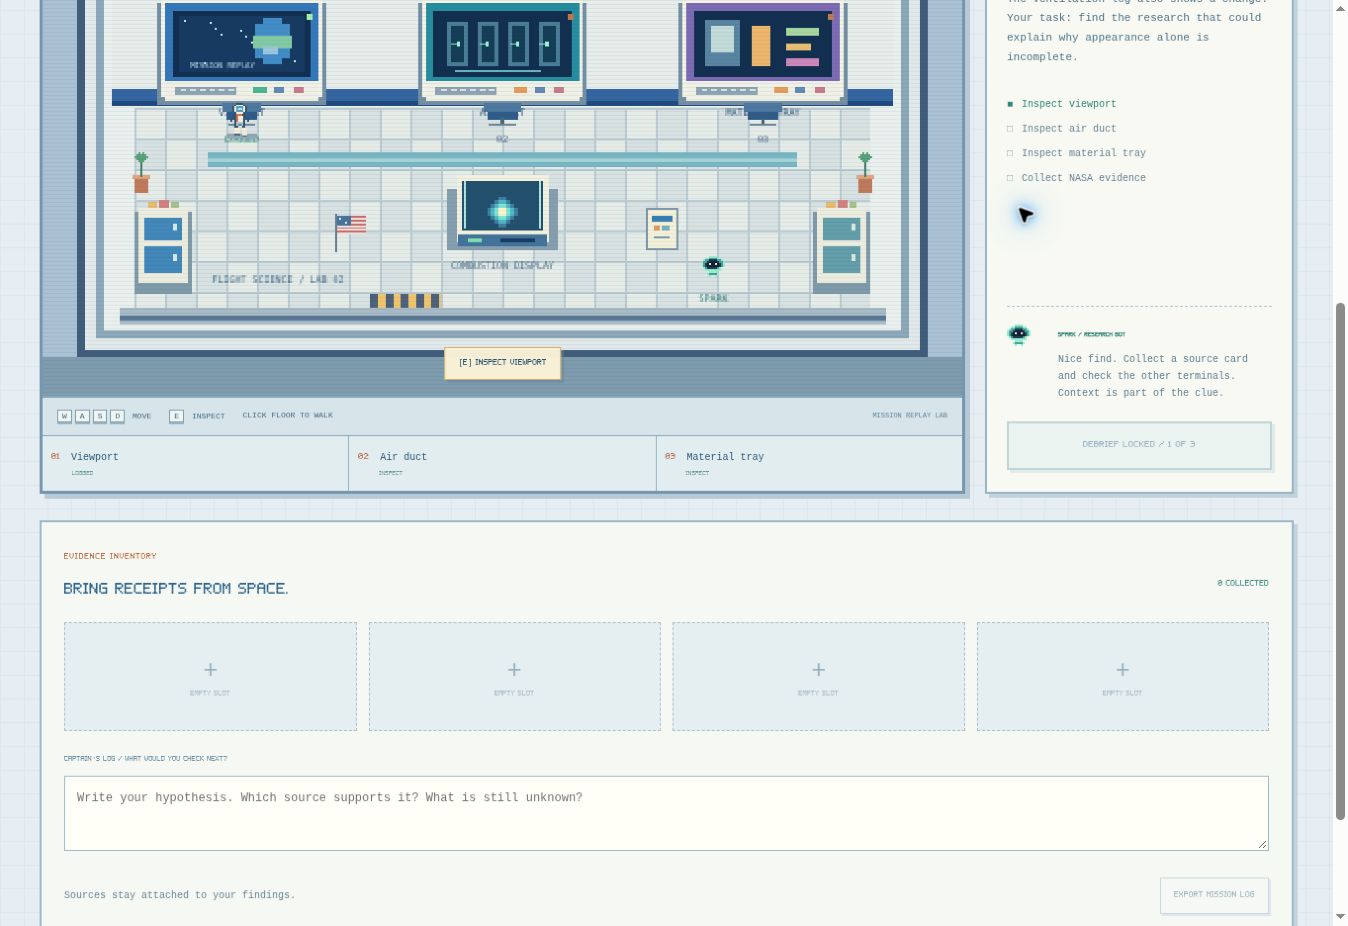 Your task: find the research that could
explain why appearance alone is
incomplete.
Inspect viewport
Inspect air duct
Inspect material tray
Collect NASA evidence
MISSION REPLAY
02
03
COMBUSTION DISPLAY
FLIGHT SCIENCE / LAB 02
SPARK
[E] INSPECT VIEWPORT
SPARK / RESEARCH BOT
Nice find. Collect a source card
and check the other terminals.
Context is part of the clue.
DEBRIEF LOCKED / 1 OF 3
W A S D MOVE E INSPECT CLICK FLOOR TO WALK MISSION REPLAY LAB
01 Viewport
LOGGED
02 Air duct
INSPECT
03 Material tray
INSPECT
EVIDENCE INVENTORY
BRING RECEIPTS FROM SPACE.
0 COLLECTED
+ + + +
EMPTY SLOT EMPTY SLOT EMPTY SLOT EMPTY SLOT
CAPTAIN'S LOG / WHAT WOULD YOU CHECK NEXT?
Write your hypothesis. Which source supports it? What is still unknown?
Sources stay attached to your findings.
EXPORT MISSION LOG